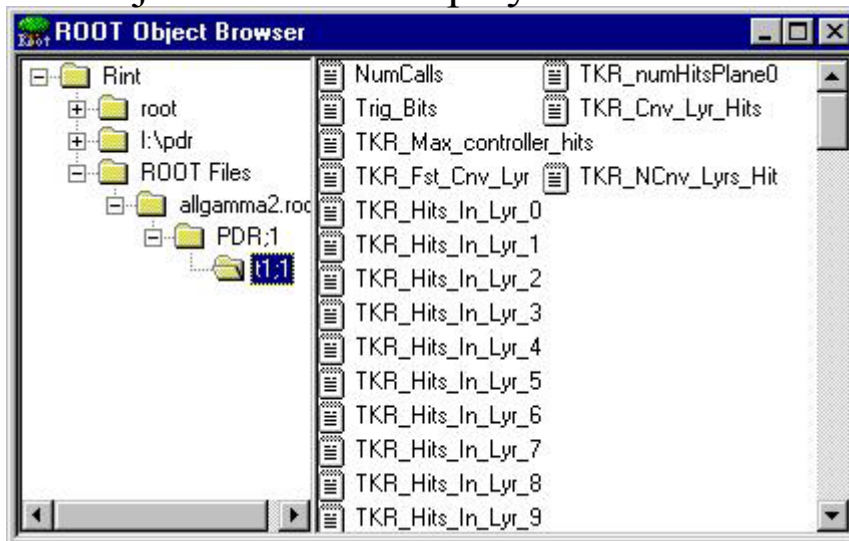 ROOT Object Browser
Rint
root
l:\pdr
ROOT Files
allgamma2.roo
PDR;1
t1;1
NumCalls TKR_numHitsPlane0
Trig_Bits TKR_Cnv_Lyr_Hits
TKR_Max_controller_hits
TKR_Fst_Cnv_Lyr TKR_NCnv_Lyrs_Hit
TKR_Hits_In_Lyr_0
TKR_Hits_In_Lyr_1
TKR_Hits_In_Lyr_2
TKR_Hits_In_Lyr_3
TKR_Hits_In_Lyr_4
TKR_Hits_In_Lyr_5
TKR_Hits_In_Lyr_6
TKR_Hits_In_Lyr_7
TKR_Hits_In_Lyr_8
TKR_Hits_In_Lyr_9